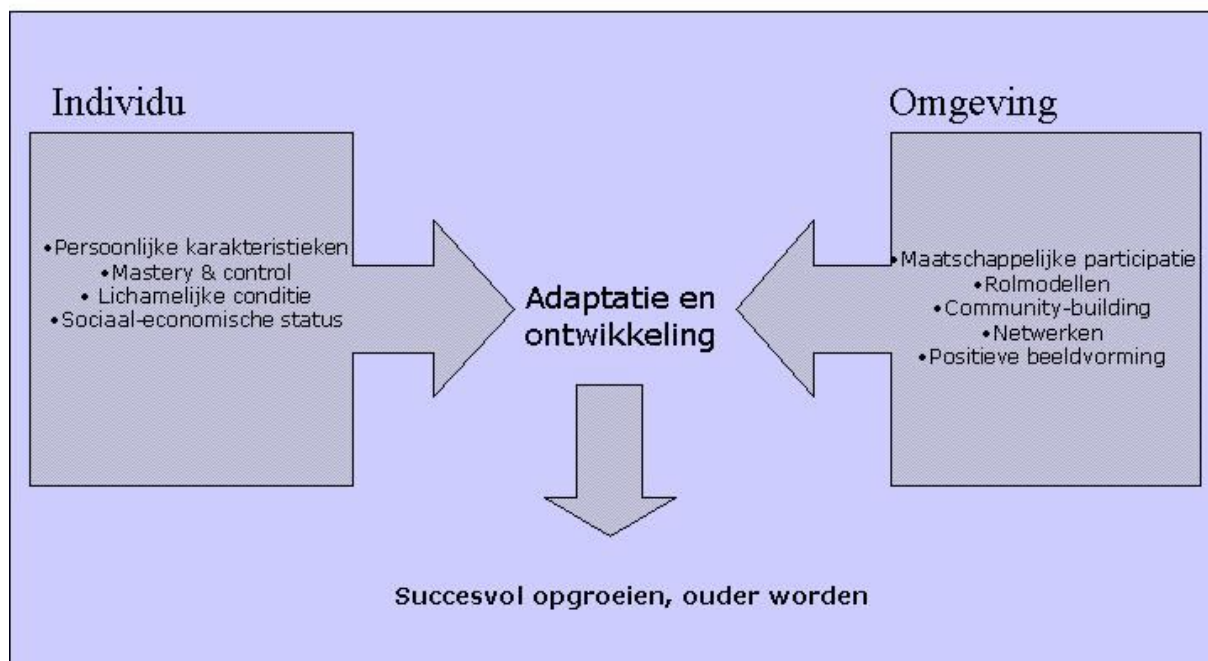 Individu
•Persoonlijke karakteristieken
•Mastery & control
• Lichamelijke conditie
•Sociaal-economische status
Adaptatie en
ontwikkeling
Omgeving
•Maatschappelijke participatie
•Rolmodellen
•Community-building
•Netwerken
•Positieve beeldvorming
Succesvol opgroeien, ouder worden